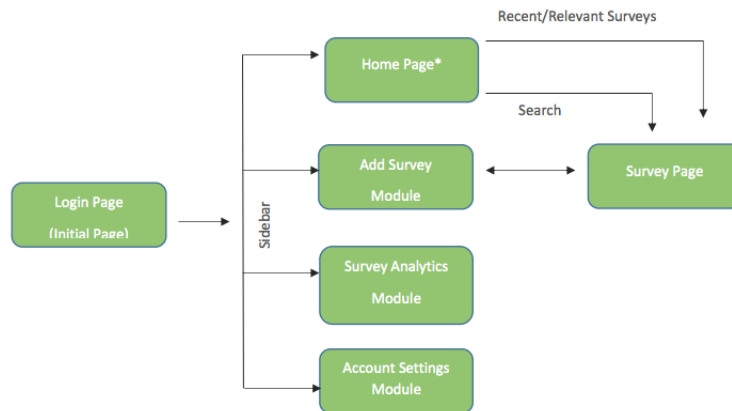 Recent/Relevant Surveys
Home Page*
Search
Add Survey
Module
Survey Page
Login Page
(Initial Page)
Sidebar
Survey Analytics
Module
Account Settings
Module